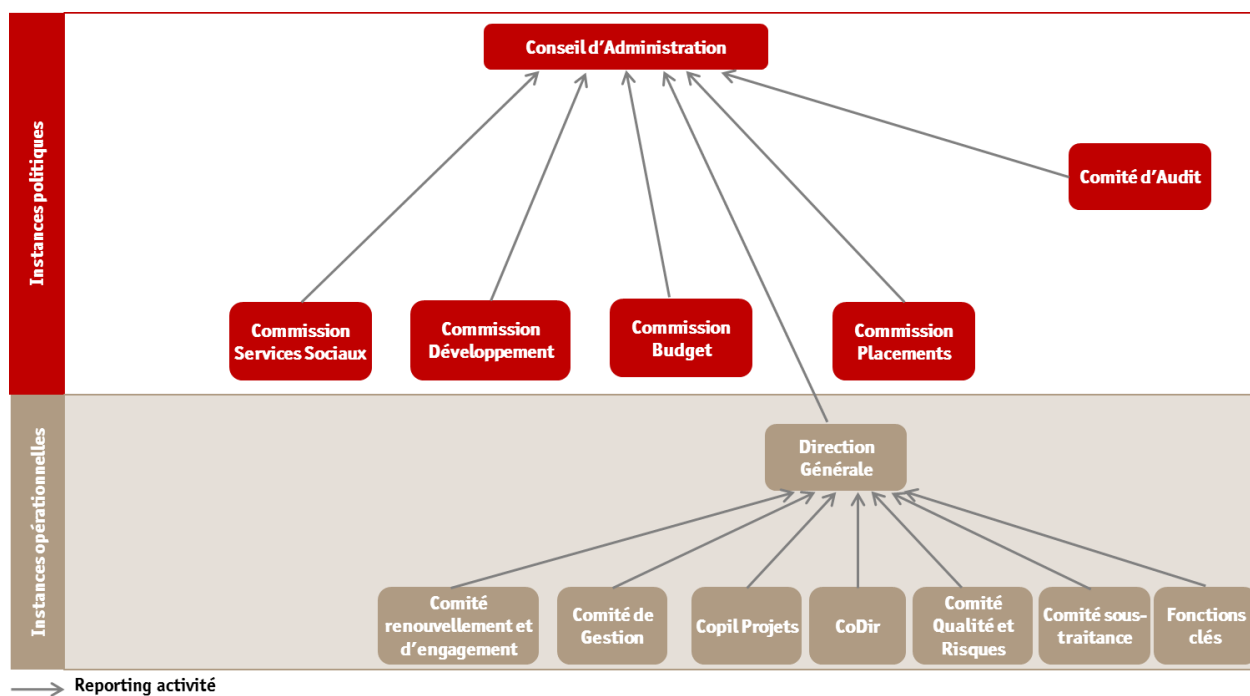 Instances politiques
Conseil d’Administration
Comité d’Audit
Commission
Services Sociaux
Commission
Développement
Commission
Budget
Commission
Placements
Instances opérationnelles
Direction
Générale
Comité
renouvellement et
d’engagement
Comité de
Gestion
Copil Projets
CoDir
Comité
Qualité et
Risques
Comité sous-
traitance
Fonctions
clés
Reporting activité